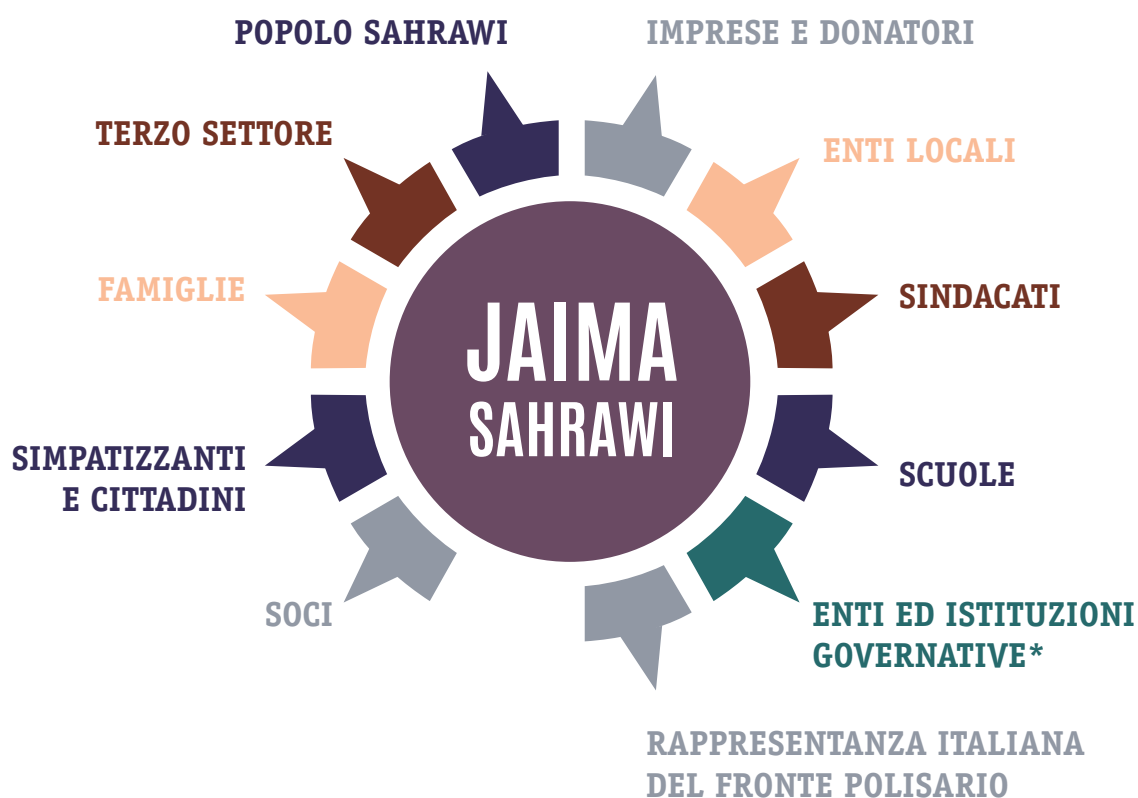 POPOLO SAHRAWI
IMPRESE E DONATORI
TERZO SETTORE
ENTI LOCALI
FAMIGLIE
SINDACATI
JAIMA
SAHRAWI
SIMPATIZZANTI
E CITTADINI
SCUOLE
SOCI
ENTI ED ISTITUZIONI
GOVERNATIVE*
RAPPRESENTANZA ITALIANA
DEL FRONTE POLISARIO